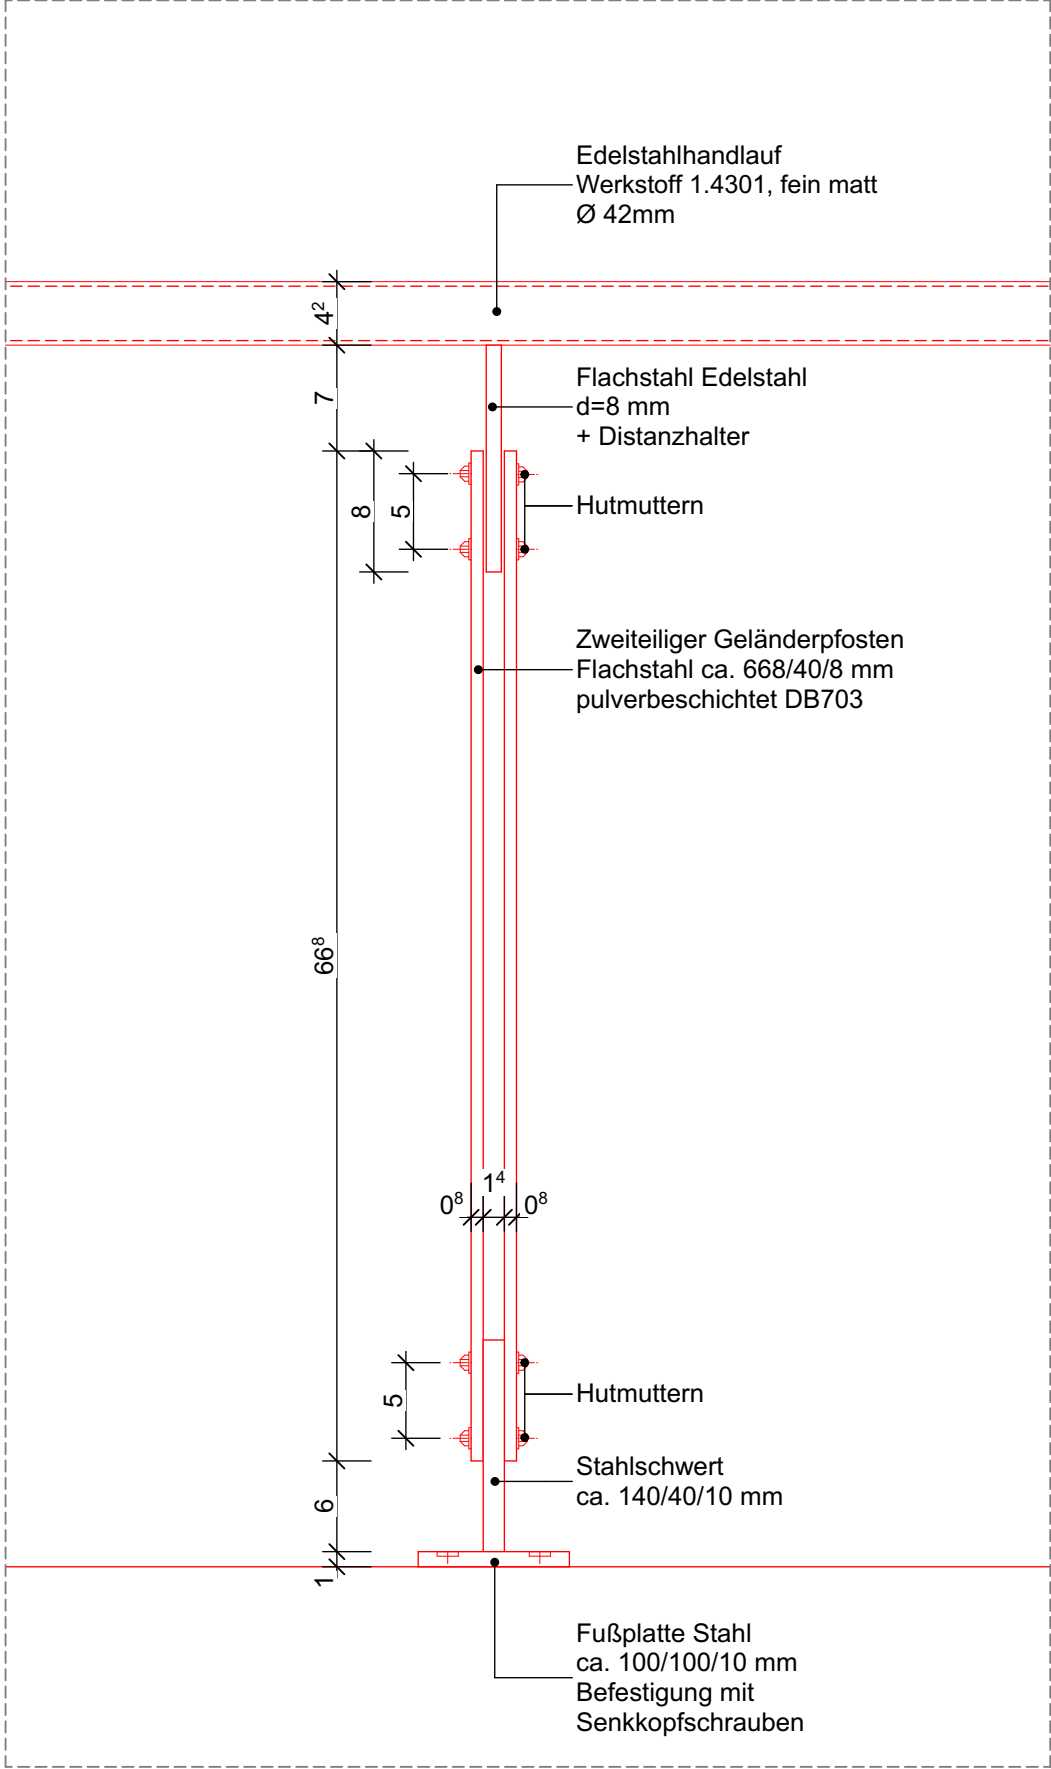 Edelstahlhandlauf
Werkstoff 1.4301, fein matt
Ø 42mm
4²
7
Flachstahl Edelstahl
d=8 mm
+ Distanzhalter
8
5
Hutmuttern
Zweiteiliger Geländerpfosten
Flachstahl ca. 668/40/8 mm
pulverbeschichtet DB703
66⁸
0⁸ 1⁴ 0⁸
5
Hutmuttern
Stahlschwert
ca. 140/40/10 mm
6
1
Fußplatte Stahl
ca. 100/100/10 mm
Befestigung mit
Senkkopfschrauben